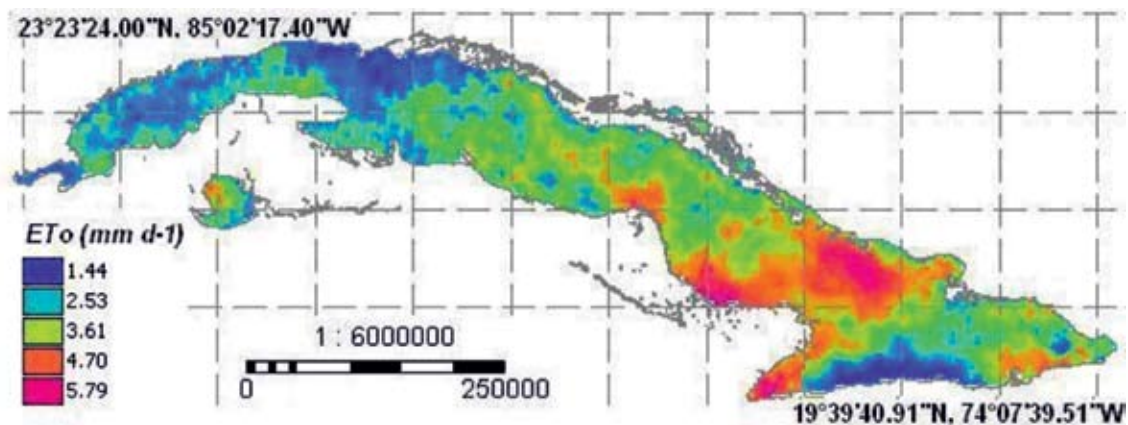 23°23'24.00"N, 85°02'17.40"W
ETo (mm d-1)
1.44
2.53
3.61
4.70
5.79
1 : 6000000
0 250000
19°39'40.91"N, 74°07'39.51"W